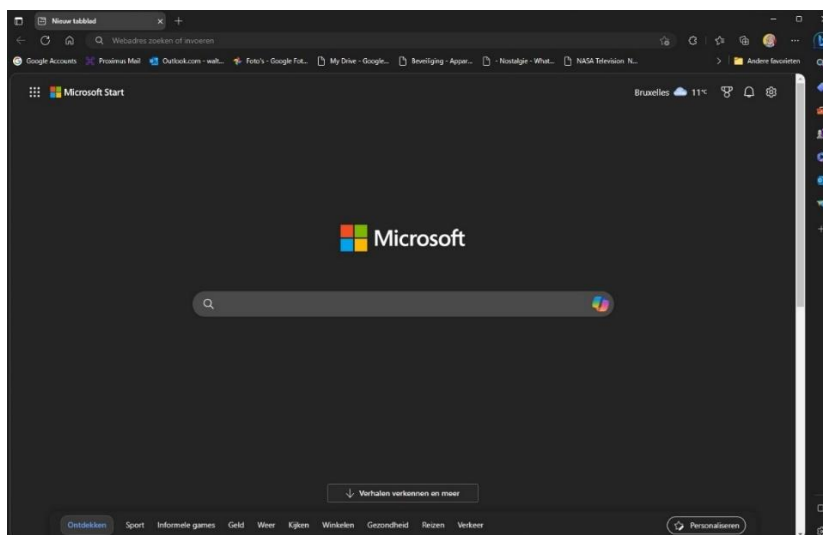 Nieuw tabblad
Webadres zoeken of invoeren
Google Accounts Proximus Mail Outlook.com - walt... Foto's - Google Fot... My Drive - Google... Beveiliging - Appar... - Nostalgie - What... NASA Television N... Andere favorieten
Microsoft Start Bruxelles 11°C
Microsoft
Verhalen verkennen en meer
Ontdekken Sport Informele games Geld Weer Kijken Winkelen Gezondheid Reizen Verkeer Personaliseren